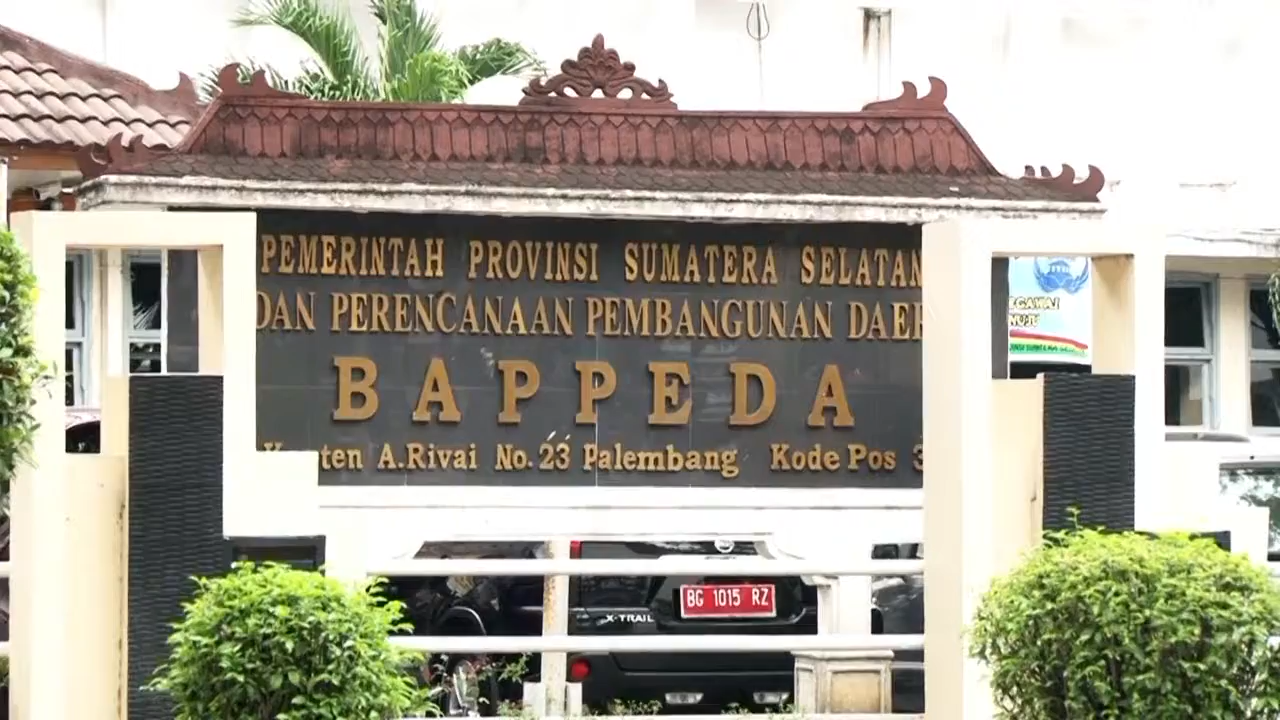 PEMERINTAH PROVINSI SUMATERA SELATAN
DAN PERENCANAAN PEMBANGUNAN DAER
BAPPEDA
A.Rivai No.23 Palembang Kode Pos 3
BG 1015 RZ
X-TRAIL